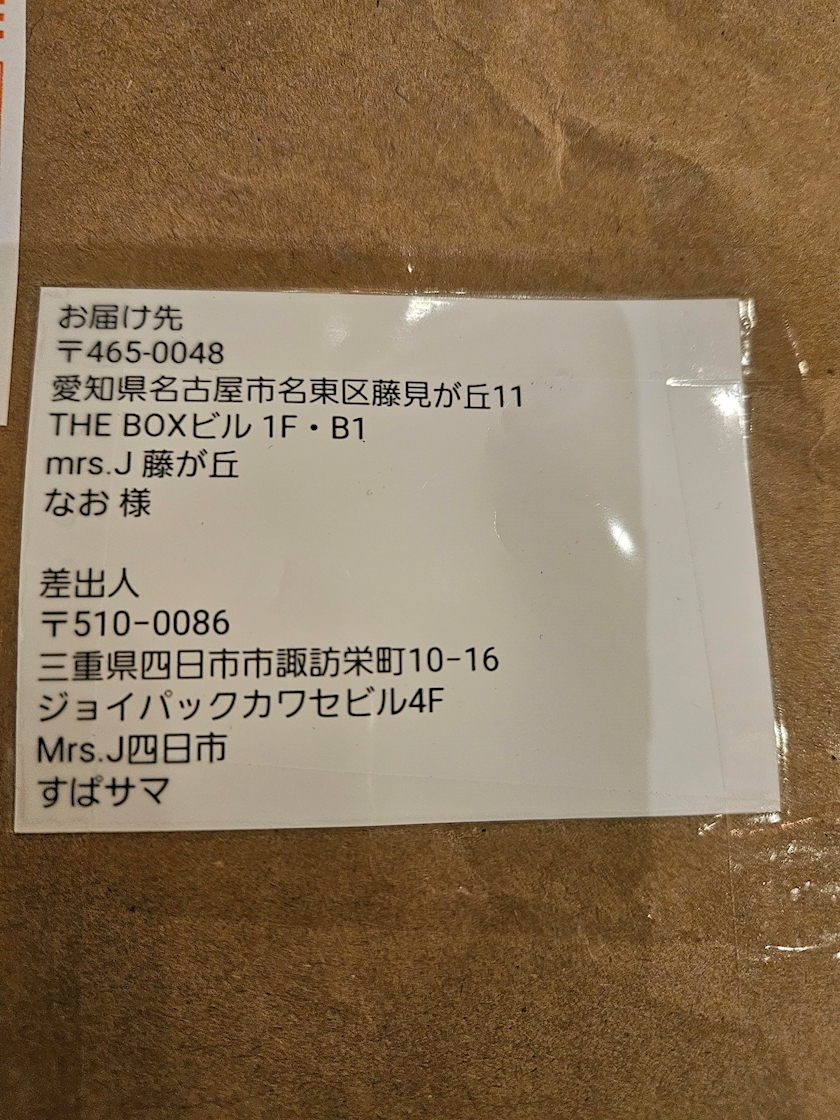 お届け先
〒465-0048
愛知県名古屋市名東区藤見が丘11
THE BOXビル 1F・B1
mrs.J 藤が丘
なお 様
差出人
〒510-0086
三重県四日市市諏訪栄町10-16
ジョイパックカワセビル4F
Mrs.J四日市
すぱサマ